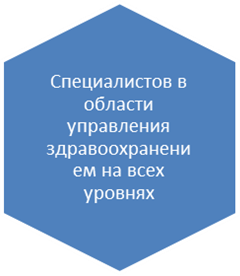 Специалистов в
области
управления
здравоохранени
ем на всех
уровнях